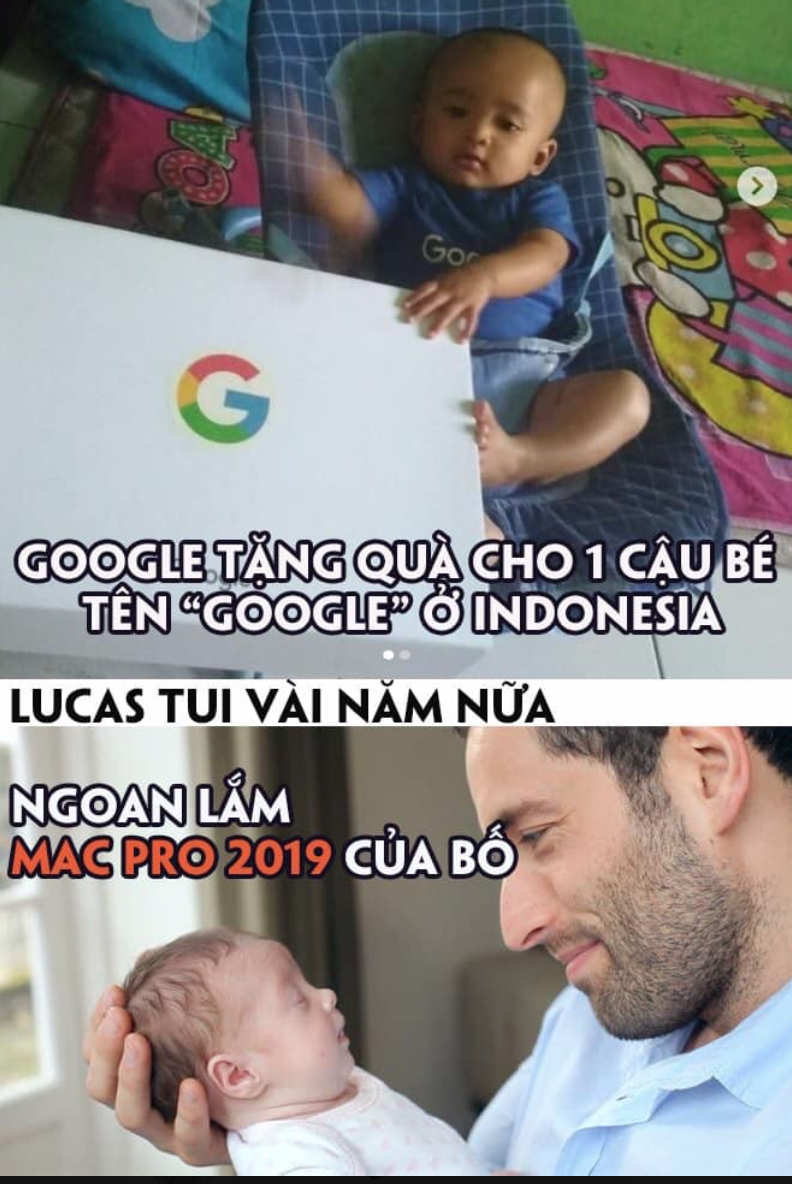 Goo
G
GOOGLE TẶNG QUÀ CHO 1 CẬU BÉ
TÊN “GOOGLE” Ở INDONESIA
LUCAS TUI VÀI NĂM NỮA
NGOAN LẮM
MAC PRO 2019 CỦA BỐ